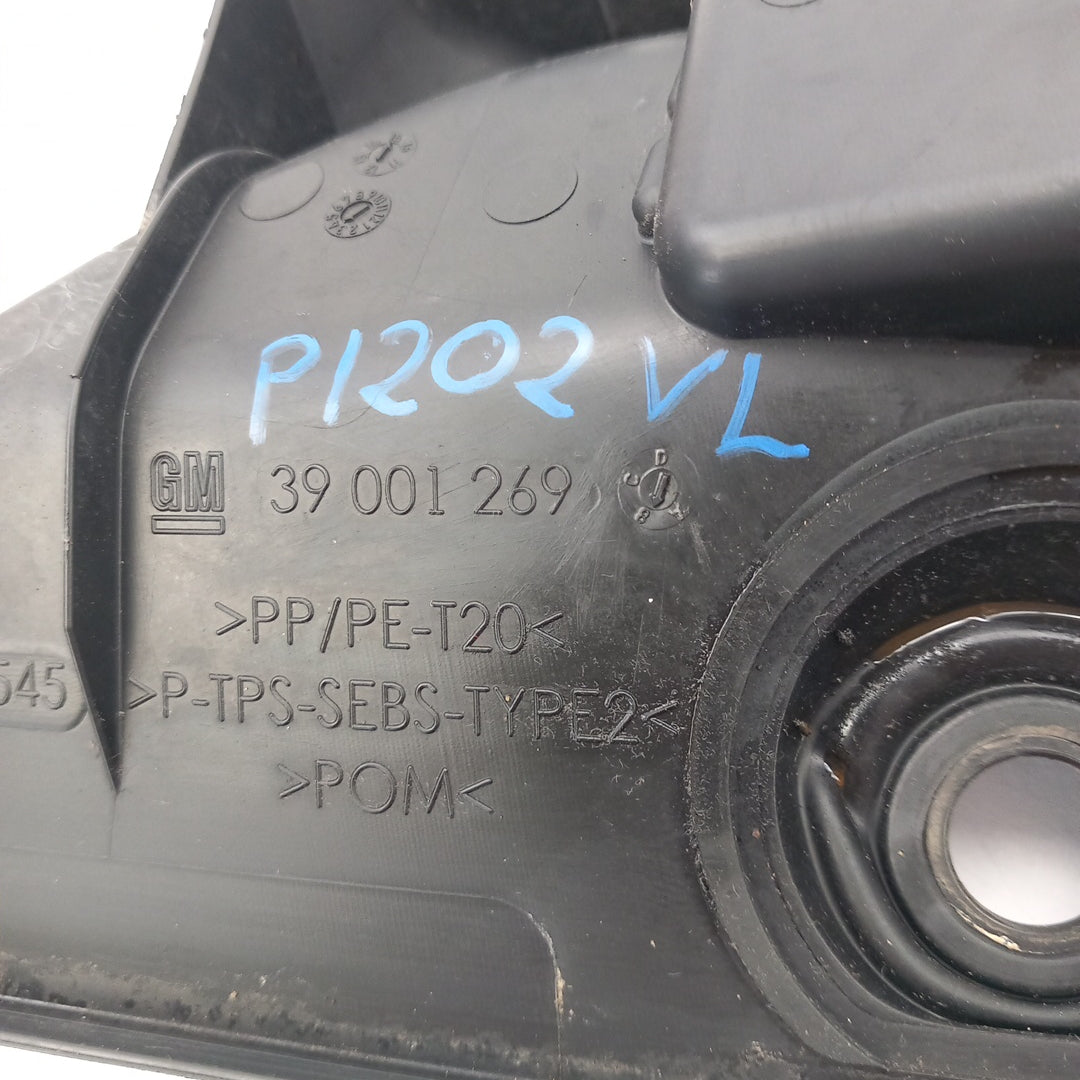 P1202 VL
GM 39 001 269
>PP/PE-T20<
545 >P-TPS-SEBS-TYPE2<
>POM<